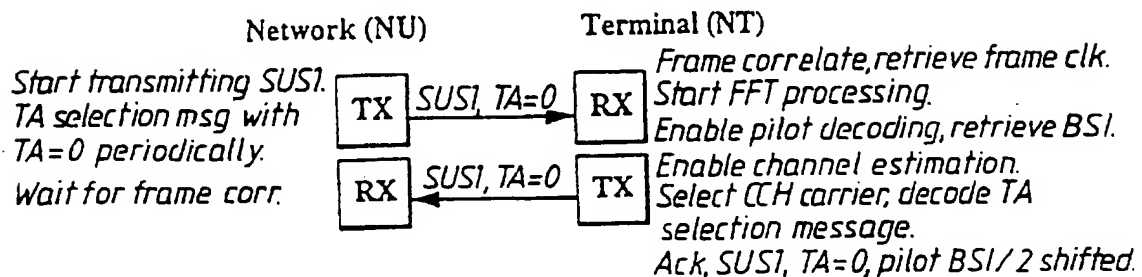 Network (NU) Terminal (NT)
Start transmitting SUS1.
TA selection msg with
TA=0 periodically.
Wait for frame corr.
TX SUS1, TA=0 RX
RX SUS1, TA=0 TX
Frame correlate, retrieve frame clk.
Start FFT processing.
Enable pilot decoding, retrieve BSI.
Enable channel estimation.
Select CCH carrier, decode TA
selection message.
Ack, SUS1, TA=0, pilot BSI/2 shifted.